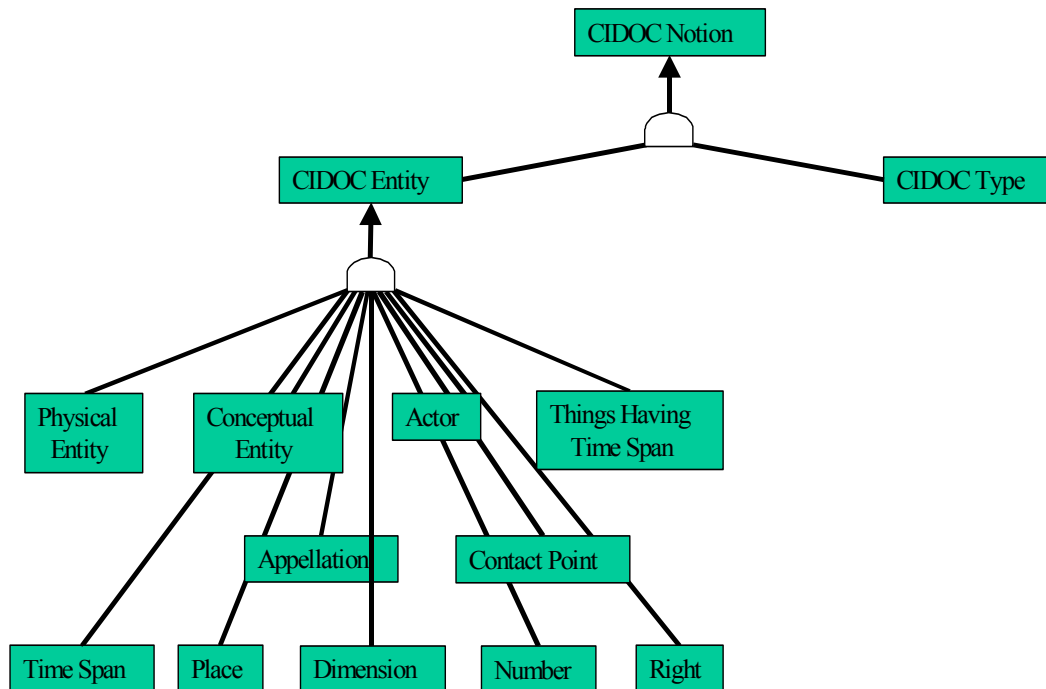 CIDOC Notion
CIDOC Entity
CIDOC Type
Physical
Entity
Conceptual
Entity
Actor
Things Having
Time Span
Appellation
Contact Point
Time Span
Place
Dimension
Number
Right